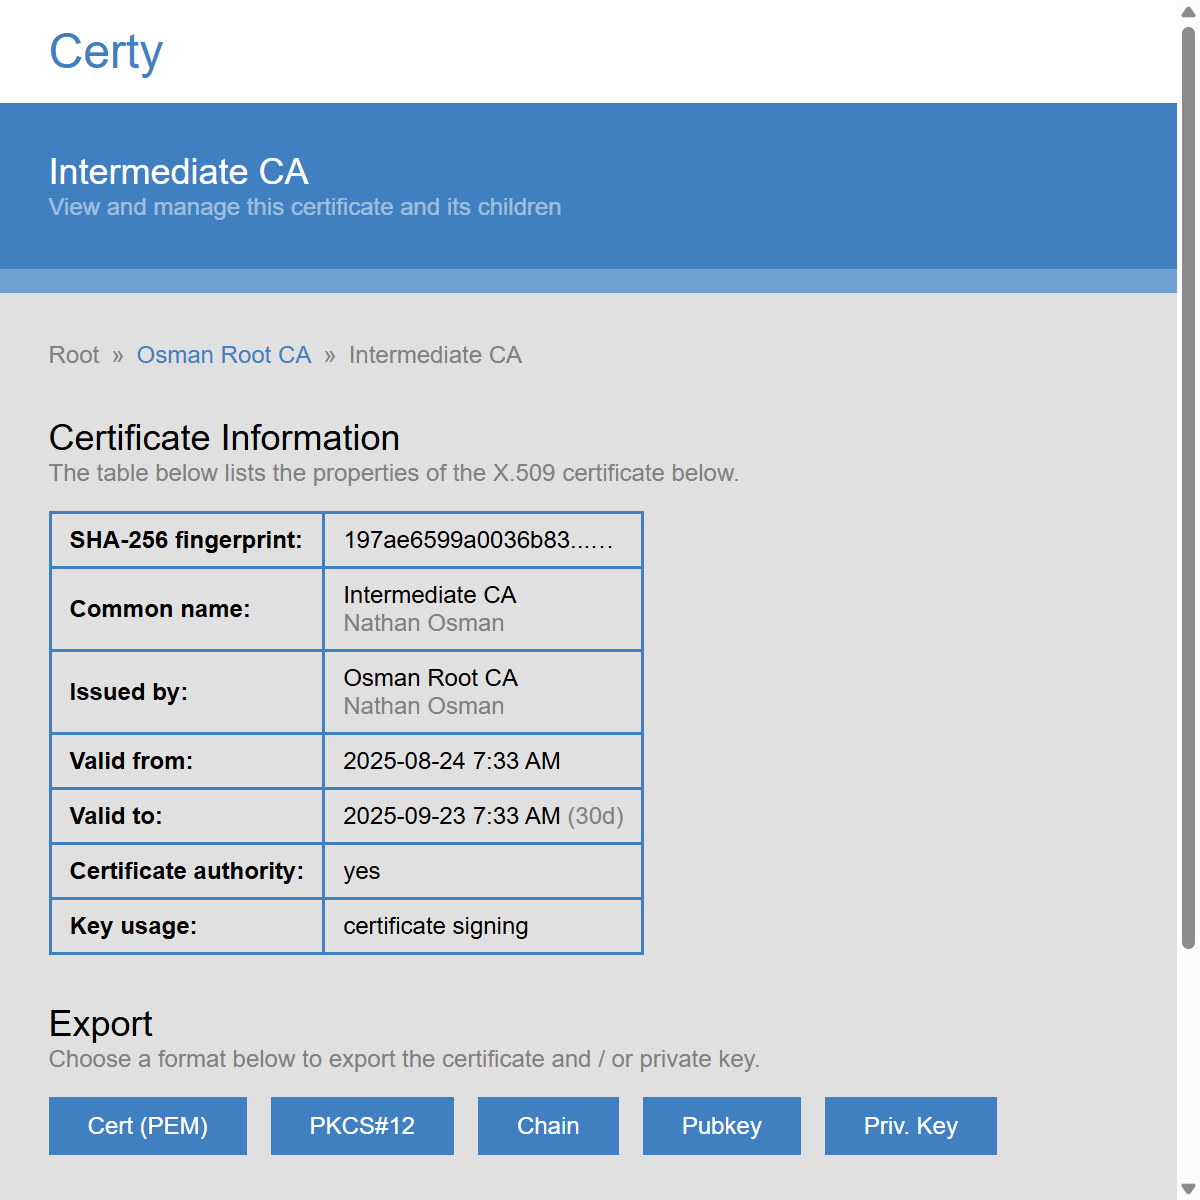 Certy
Intermediate CA
View and manage this certificate and its children
Root » Osman Root CA » Intermediate CA
Certificate Information
The table below lists the properties of the X.509 certificate below.
SHA-256 fingerprint: 197ae6599a0036b83...…
Common name: Intermediate CA
Nathan Osman
Issued by: Osman Root CA
Nathan Osman
Valid from: 2025-08-24 7:33 AM
Valid to: 2025-09-23 7:33 AM (30d)
Certificate authority: yes
Key usage: certificate signing
Export
Choose a format below to export the certificate and / or private key.
Cert (PEM) PKCS#12 Chain Pubkey Priv. Key